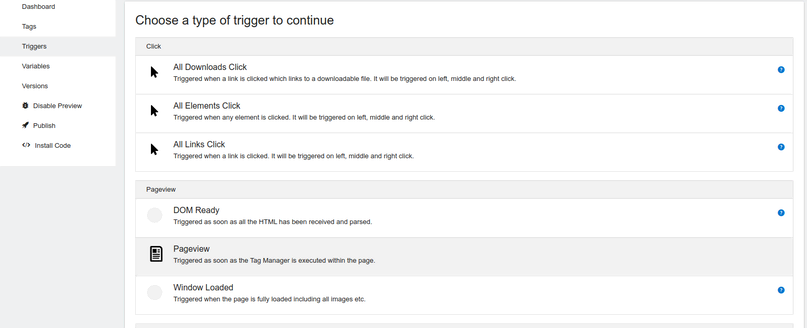 Dashboard
Tags
Triggers
Variables
Versions
Disable Preview
Publish
Install Code
Choose a type of trigger to continue
Click
All Downloads Click
Triggered when a link is clicked which links to a downloadable file. It will be triggered on left, middle and right click.
All Elements Click
Triggered when any element is clicked. It will be triggered on left, middle and right click.
All Links Click
Triggered when a link is clicked. It will be triggered on left, middle and right click.
Pageview
DOM Ready
Triggered as soon as all the HTML has been received and parsed.
Pageview
Triggered as soon as the Tag Manager is executed within the page.
Window Loaded
Triggered when the page is fully loaded including all images etc.